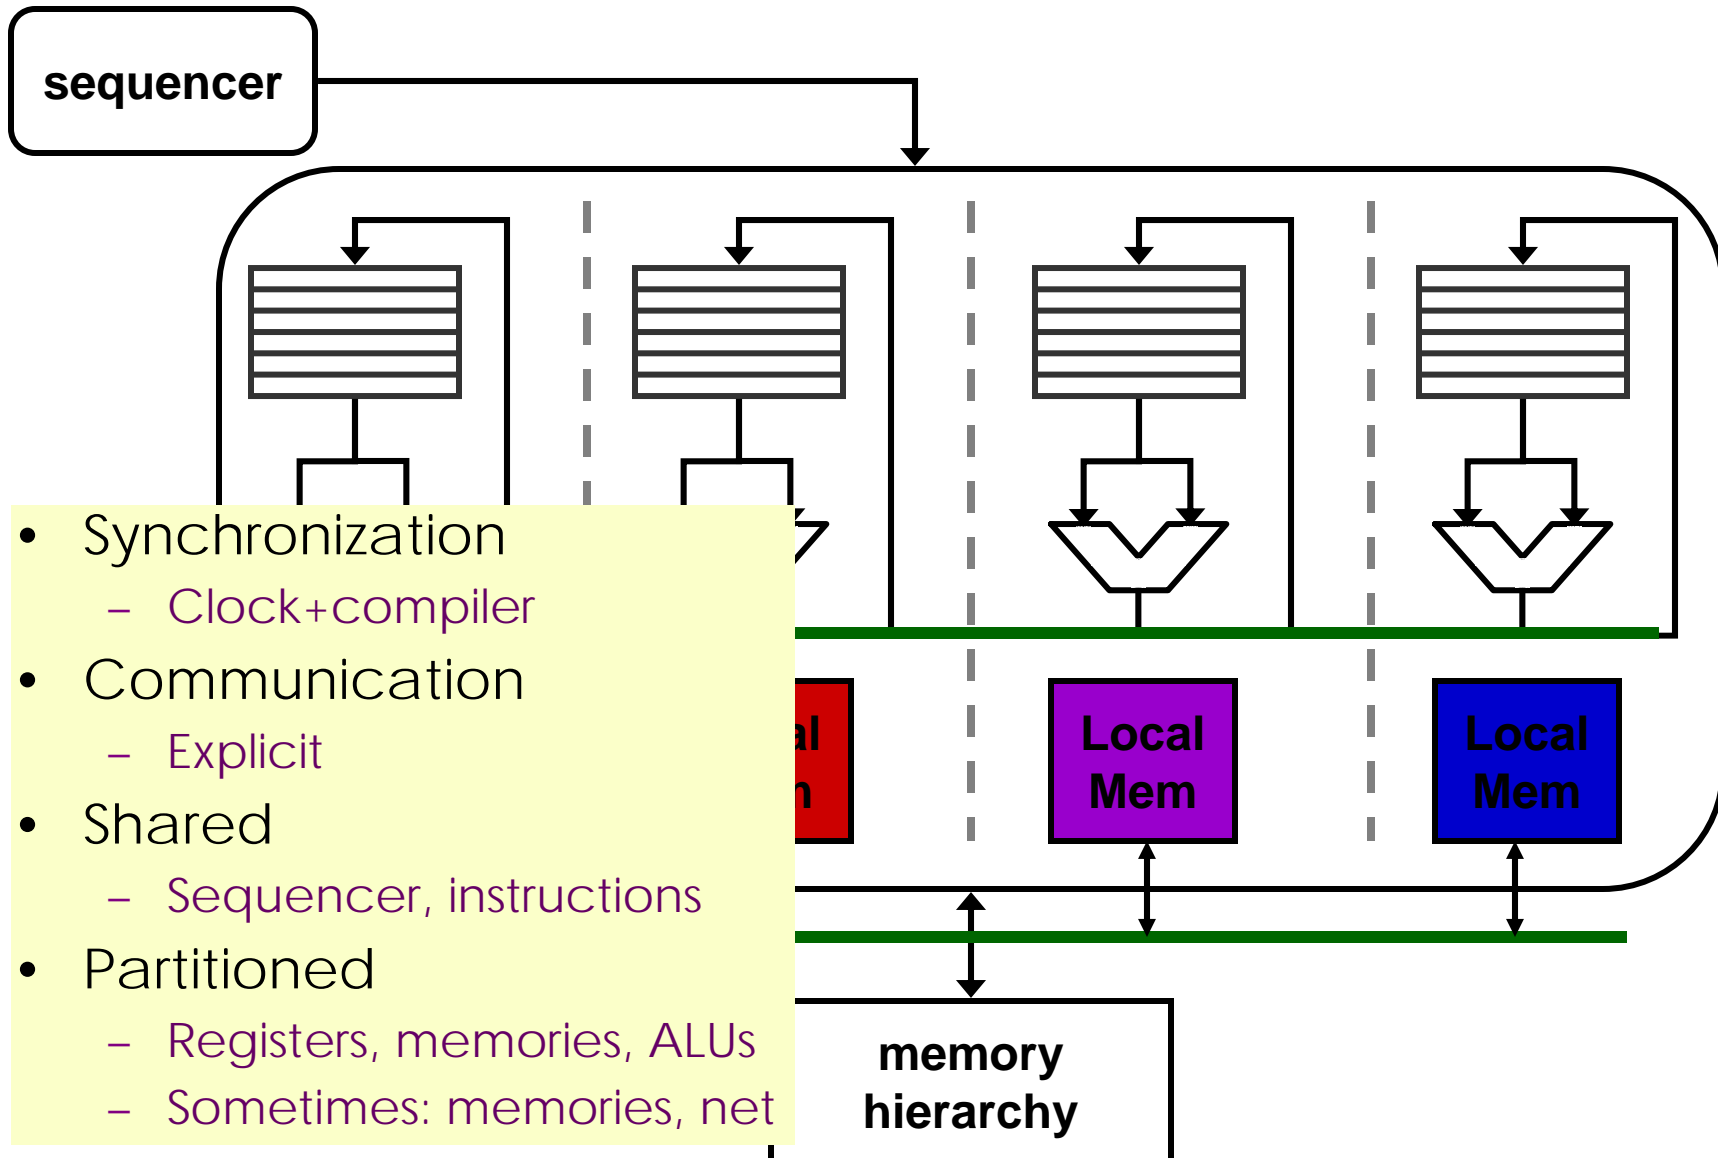 sequencer
• Synchronization
– Clock+compiler
• Communication
– Explicit
• Shared
– Sequencer, instructions
• Partitioned
– Registers, memories, ALUs
– Sometimes: memories, net
Local
Mem
Local
Mem
memory
hierarchy